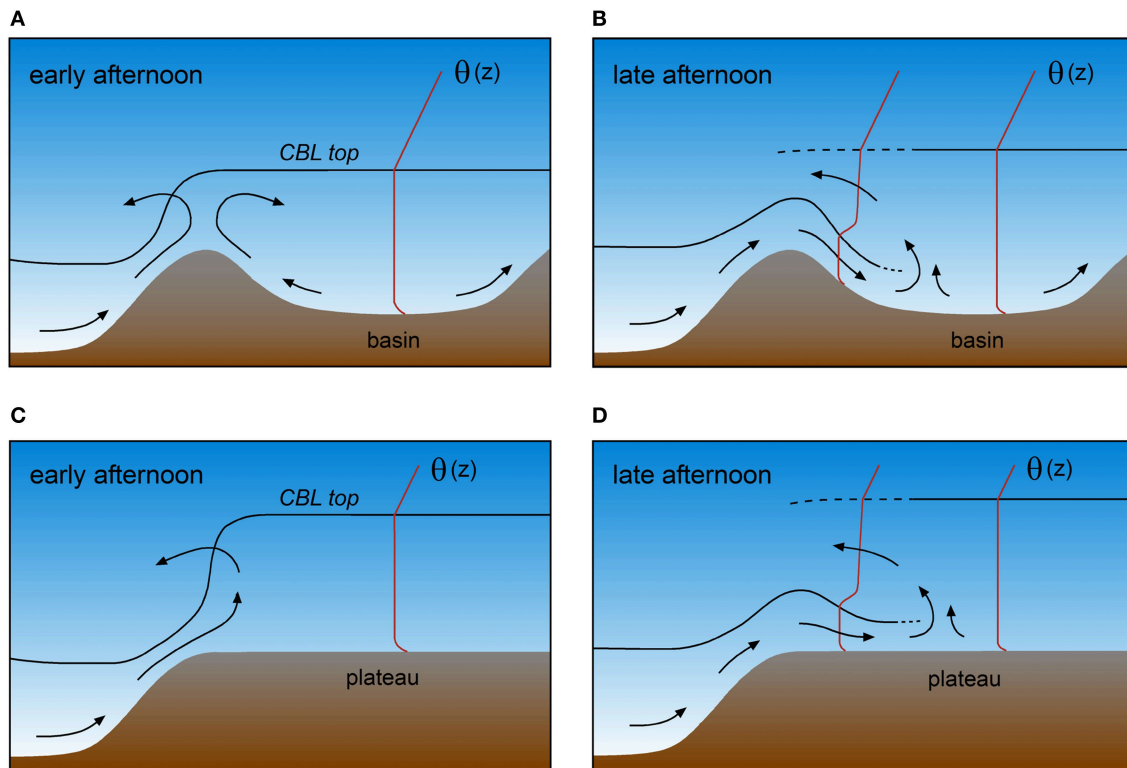 A
early afternoon
θ(z)
CBL top
basin
B
late afternoon
θ(z)
basin
C
early afternoon
θ(z)
CBL top
plateau
D
late afternoon
θ(z)
plateau